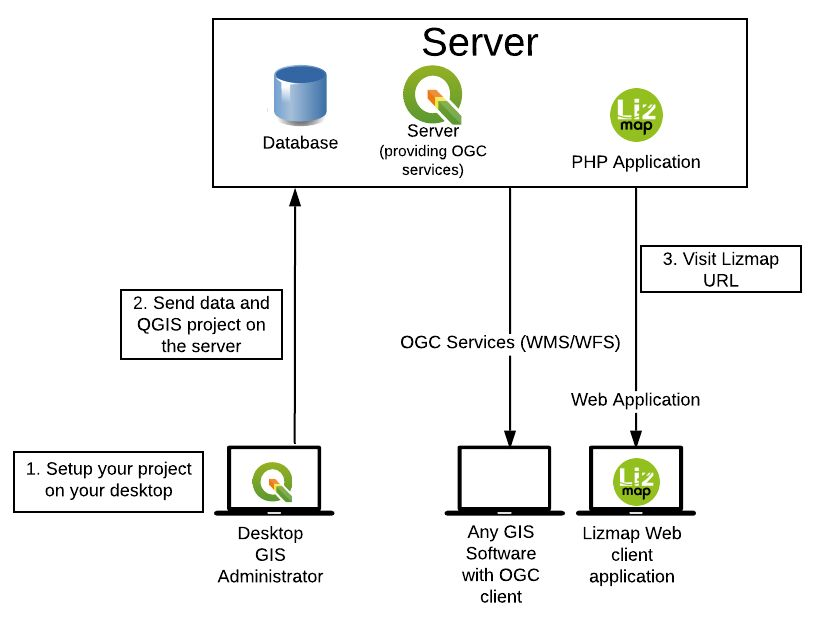 Server
Database
Server
(providing OGC
services)
Liz
map
PHP Application
3. Visit Lizmap
URL
2. Send data and
QGIS project on
the server
OGC Services (WMS/WFS)
Web Application
1. Setup your project
on your desktop
Liz
map
Desktop
GIS
Administrator
Any GIS
Software
with OGC
client
Lizmap Web
client
application